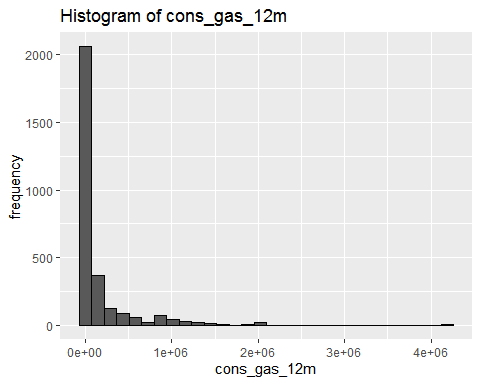 Histogram of cons_gas_12m
frequency
2000
1500
1000
500
0
0e+00 1e+06 2e+06 3e+06 4e+06
cons_gas_12m